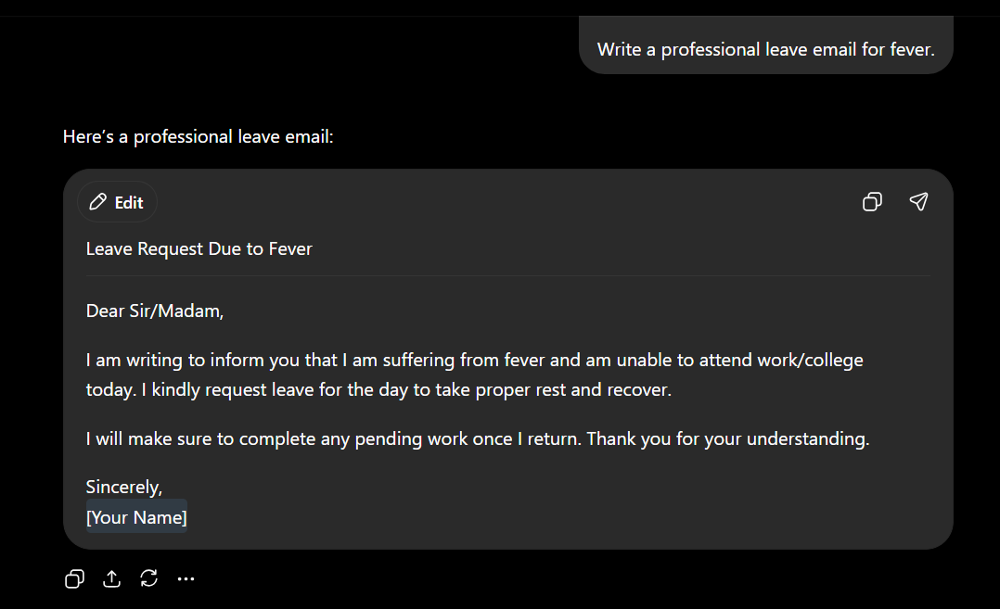 Write a professional leave email for fever.
Here’s a professional leave email:
Edit
Leave Request Due to Fever
Dear Sir/Madam,
I am writing to inform you that I am suffering from fever and am unable to attend work/college
today. I kindly request leave for the day to take proper rest and recover.
I will make sure to complete any pending work once I return. Thank you for your understanding.
Sincerely,
[Your Name]